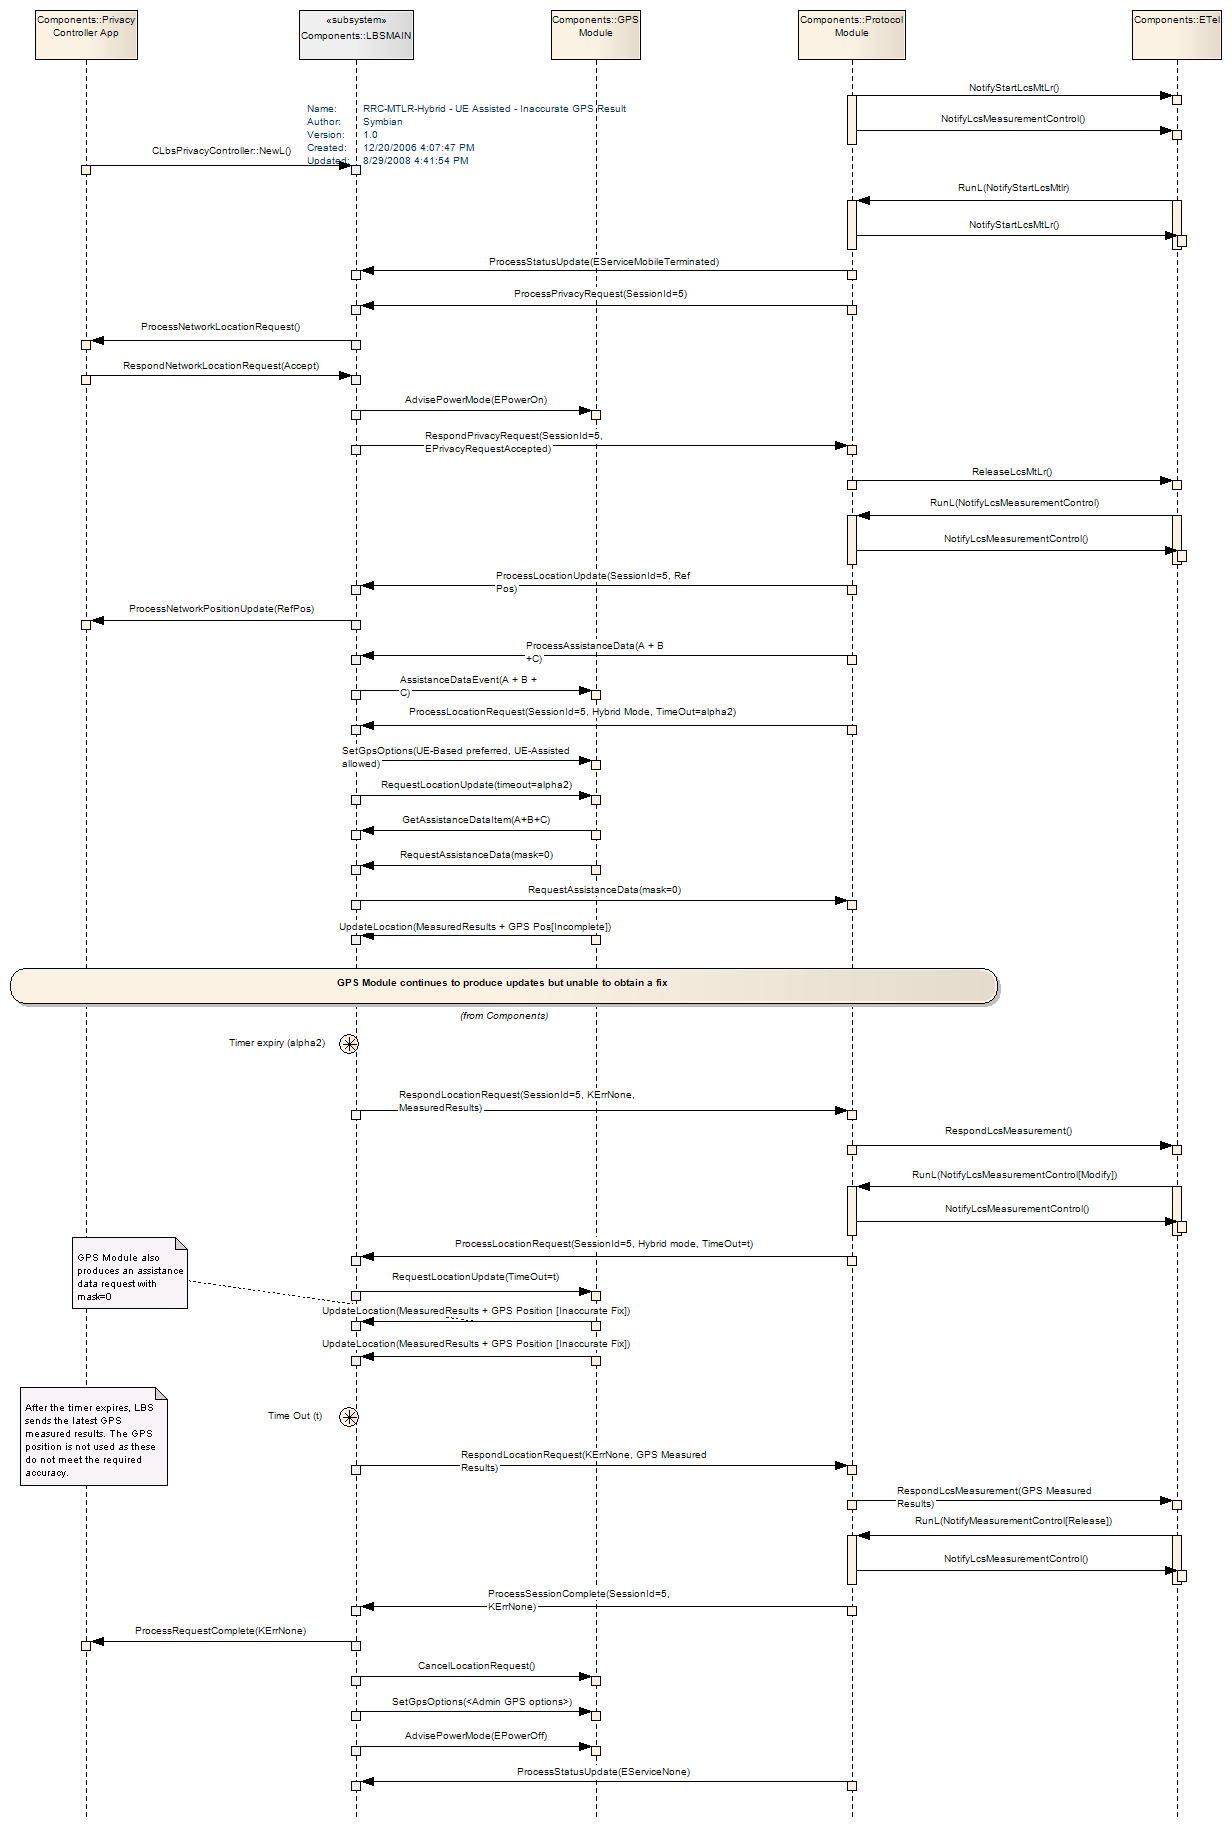 Components::Privacy
Controller App
«subsystem»
Components::LBSMAIN
Components::GPS
Module
Components::Protocol
Module
Components::ETel
Name: RRC-MTLR-Hybrid - UE Assisted - Inaccurate GPS Result
Author: Symbian
Version: 1.0
Created: 12/20/2006 4:07:47 PM
Updated: 8/29/2008 4:41:54 PM
NotifyStartLcsMtLr()
NotifyLcsMeasurementControl()
CLbsPrivacyController::NewL()
RunL(NotifyStartLcsMtlr)
NotifyStartLcsMtLr()
ProcessStatusUpdate(EServiceMobileTerminated)
ProcessPrivacyRequest(SessionId=5)
ProcessNetworkLocationRequest()
RespondNetworkLocationRequest(Accept)
AdvisePowerMode(EPowerOn)
RespondPrivacyRequest(SessionId=5,
EPrivacyRequestAccepted)
ReleaseLcsMtLr()
RunL(NotifyLcsMeasurementControl)
NotifyLcsMeasurementControl()
ProcessLocationUpdate(SessionId=5, Ref
Pos)
ProcessNetworkPositionUpdate(RefPos)
ProcessAssistanceData(A + B
+C)
AssistanceDataEvent(A + B +
C)
ProcessLocationRequest(SessionId=5, Hybrid Mode, TimeOut=alpha2)
SetGpsOptions(UE-Based preferred, UE-Assisted
allowed)
RequestLocationUpdate(timeout=alpha2)
GetAssistanceDataItem(A+B+C)
RequestAssistanceData(mask=0)
RequestAssistanceData(mask=0)
UpdateLocation(MeasuredResults + GPS Pos[Incomplete])
GPS Module continues to produce updates but unable to obtain a fix
(from Components)
Timer expiry (alpha2)
RespondLocationRequest(SessionId=5, KErrNone,
MeasuredResults)
RespondLcsMeasurement()
RunL(NotifyLcsMeasurementControl[Modify])
NotifyLcsMeasurementControl()
ProcessLocationRequest(SessionId=5, Hybrid mode, TimeOut=t)
GPS Module also
produces an assistance
data request with
mask=0
RequestLocationUpdate(TimeOut=t)
UpdateLocation(MeasuredResults + GPS Position [Inaccurate Fix])
UpdateLocation(MeasuredResults + GPS Position [Inaccurate Fix])
After the timer expires, LBS
sends the latest GPS
measured results. The GPS
position is not used as these
do not meet the required
accuracy.
Time Out (t)
RespondLocationRequest(KErrNone, GPS Measured
Results)
RespondLcsMeasurement(GPS Measured
Results)
RunL(NotifyMeasurementControl[Release])
NotifyLcsMeasurementControl()
ProcessSessionComplete(SessionId=5,
KErrNone)
ProcessRequestComplete(KErrNone)
CancelLocationRequest()
SetGpsOptions(<Admin GPS options>)
AdvisePowerMode(EPowerOff)
ProcessStatusUpdate(EServiceNone)